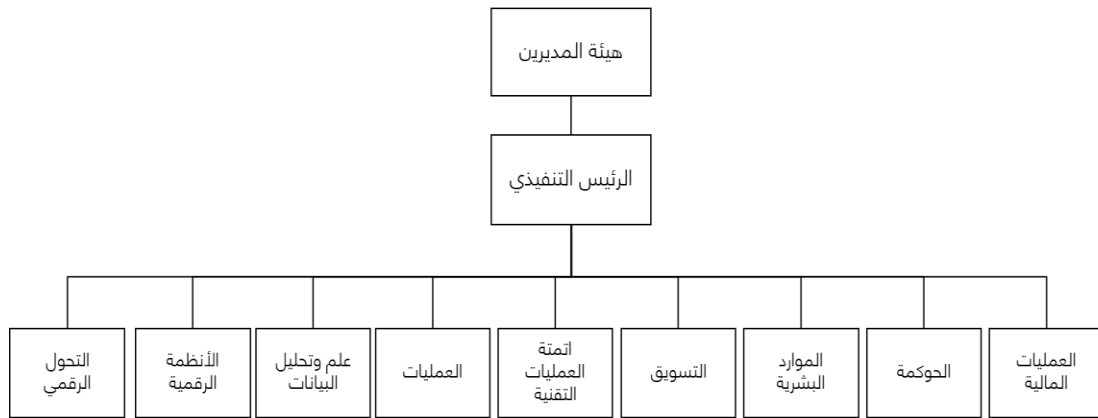 هيئة المديرين
الرئيس التنفيذي
العمليات
المالية
الحوكمة
الموارد
البشرية
التسويق
اتمتة
العمليات
التقنية
العمليات
علم وتحليل
البيانات
الأنظمة
الرقمية
التحول
الرقمي